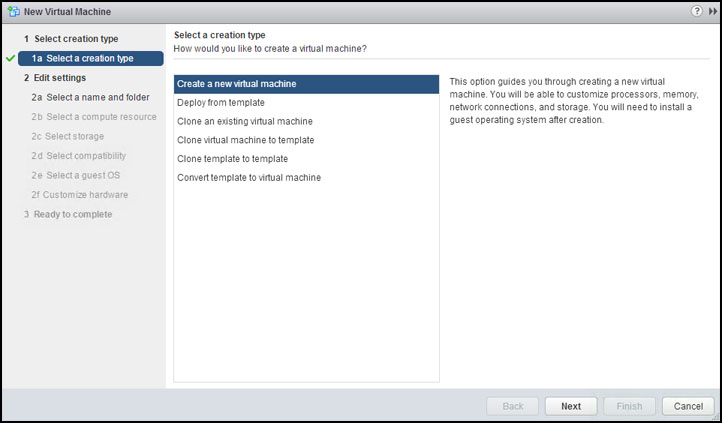 New Virtual Machine
?
1 Select creation type
1a Select a creation type
2 Edit settings
2a Select a name and folder
2b Select a compute resource
2c Select storage
2d Select compatibility
2e Select a guest OS
2f Customize hardware
3 Ready to complete
Select a creation type
How would you like to create a virtual machine?
Create a new virtual machine
Deploy from template
Clone an existing virtual machine
Clone virtual machine to template
Clone template to template
Convert template to virtual machine
This option guides you through creating a new virtual
machine. You will be able to customize processors, memory,
network connections, and storage. You will need to install a
guest operating system after creation.
Back
Next
Finish
Cancel